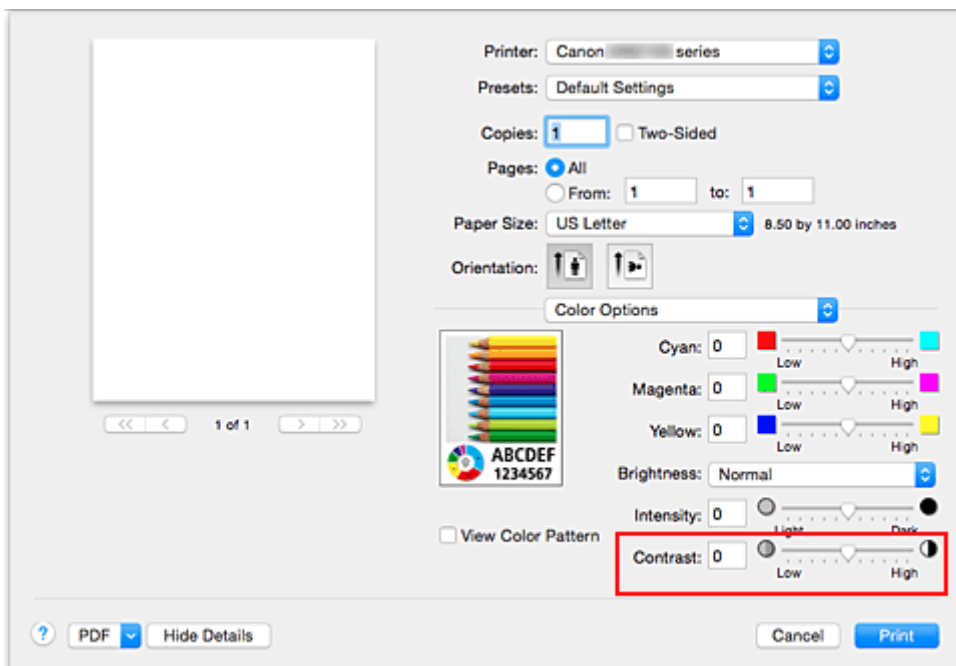 Printer: Canon series
Presets: Default Settings
Copies: 1 Two-Sided
Pages: All
From: 1 to: 1
Paper Size: US Letter 8.50 by 11.00 inches
Orientation:
Color Options
Cyan: 0
Low High
Magenta: 0
Low High
Yellow: 0
Low High
ABCDEF
1234567
Brightness: Normal
Intensity: 0
Light Dark
View Color Pattern
Contrast: 0
Low High
1 of 1
? PDF Hide Details Cancel Print